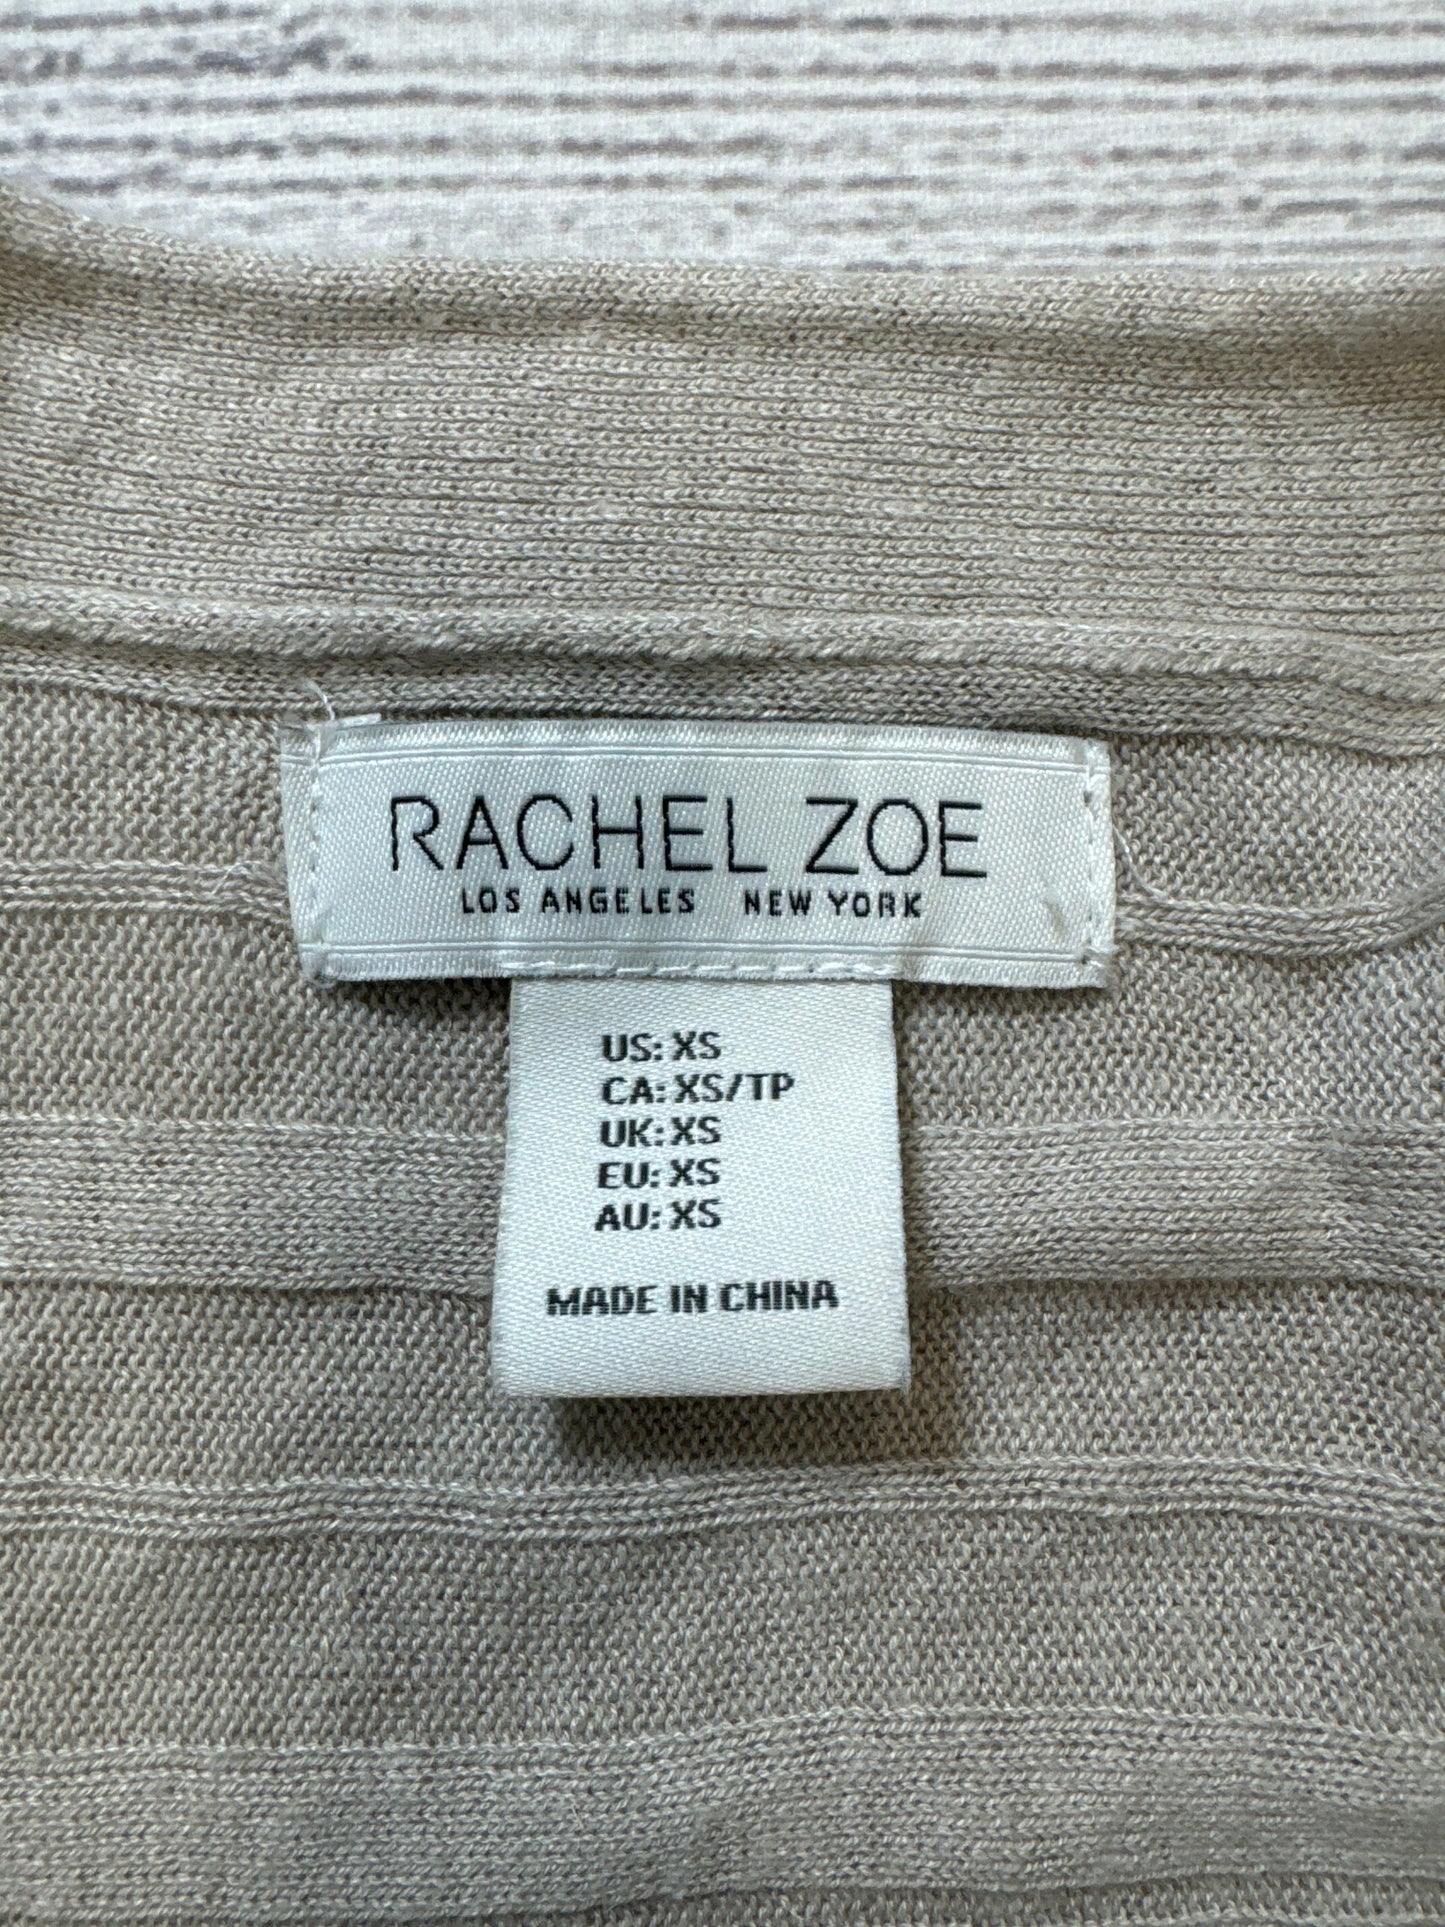 RACHEL ZOE
LOS ANGELES NEW YORK
US: XS
CA: XS/TP
UK: XS
EU: XS
AU: XS
MADE IN CHINA